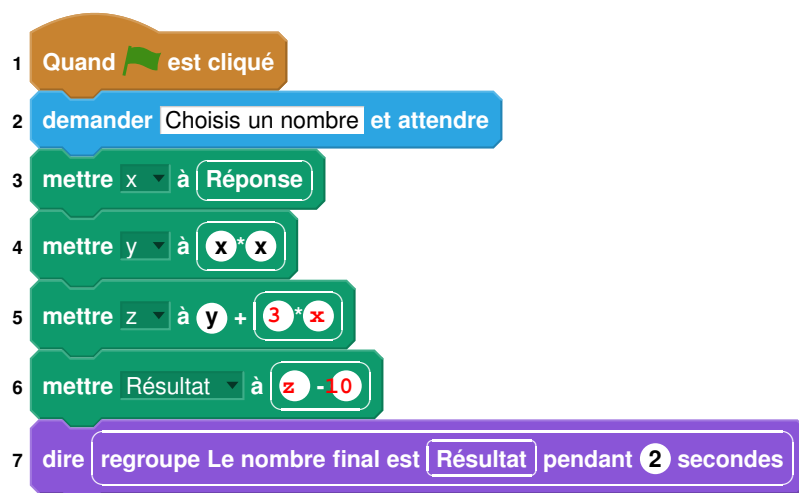 1 Quand est cliqué
2 demander Choisis un nombre et attendre
3 mettre x à Réponse
4 mettre y à x * x
5 mettre z à y + 3 * x
6 mettre Résultat à z -10
7 dire regroupe Le nombre final est Résultat pendant 2 secondes